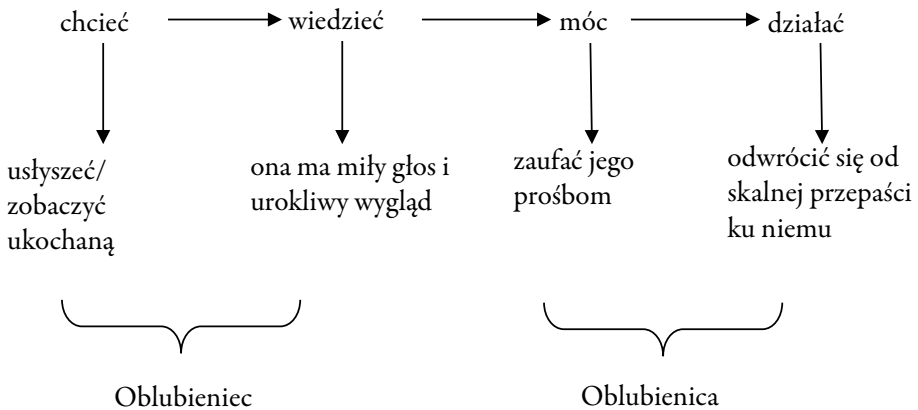 chcieć
wiedzieć
móc
działać
usłyszeć/
zobaczyć
ukochaną
ona ma miły głos i
urokliwy wygląd
zaufać jego
prośbom
odwrócić się od
skalnej przepaści
ku niemu
Oblubieniec
Oblubienica